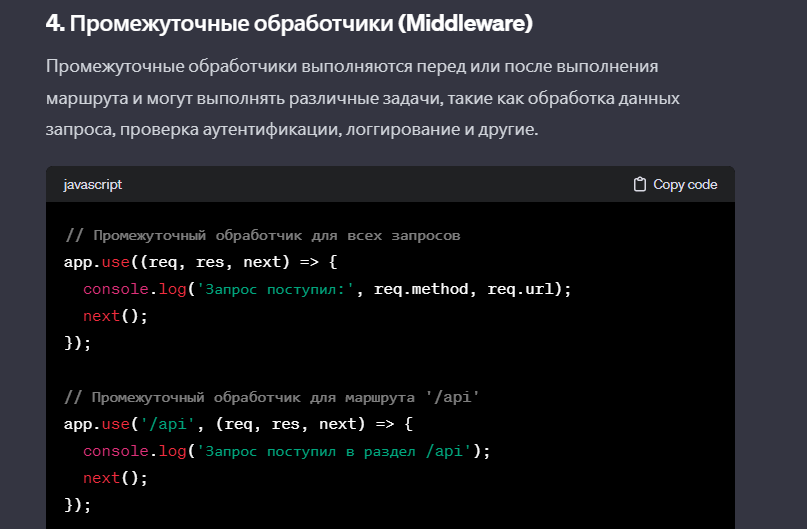 4. Промежуточные обработчики (Middleware)
Промежуточные обработчики выполняются перед или после выполнения
маршрута и могут выполнять различные задачи, такие как обработка данных
запроса, проверка аутентификации, логгирование и другие.
javascript Copy code
// Промежуточный обработчик для всех запросов
app.use((req, res, next) => {
  console.log('Запрос поступил:', req.method, req.url);
  next();
});
// Промежуточный обработчик для маршрута '/api'
app.use('/api', (req, res, next) => {
  console.log('Запрос поступил в раздел /api');
  next();
});